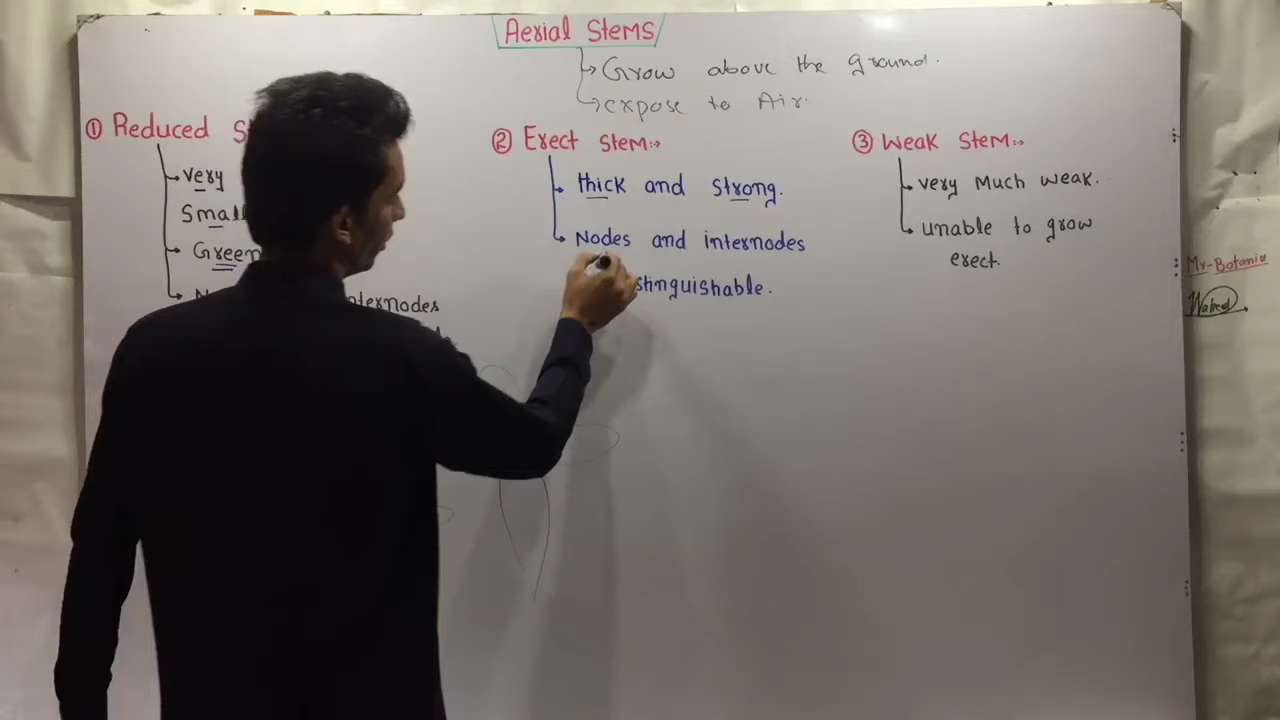 Aerial Stems
Grow above the ground.
expose to Air.
① Reduced
very
Small
Green
internodes
② Erect Stem:-
thick and strong.
Nodes and internodes
③ Weak Stem:-
very Much weak.
unable to grow
erect.
Mr-Botanic
Waheed